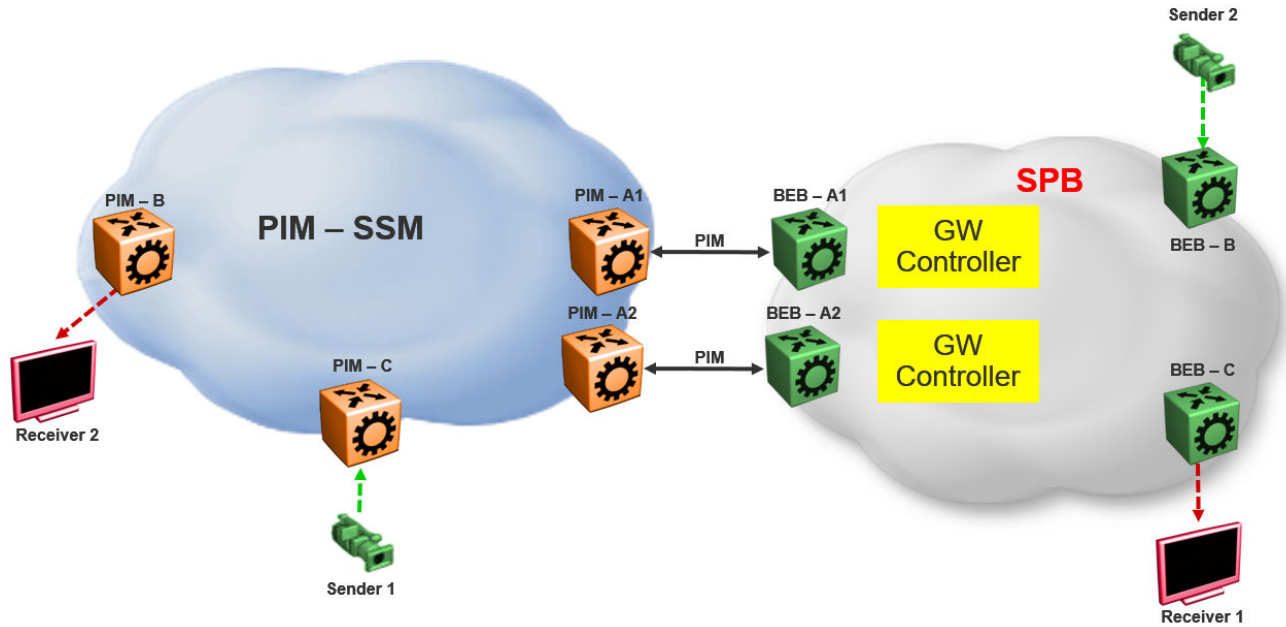 Sender 2
SPB
PIM – B
PIM – A1
BEB – A1
PIM – SSM
PIM
GW
Controller
BEB – B
PIM – A2
BEB – A2
PIM
GW
Controller
PIM – C
BEB – C
Receiver 2
Sender 1
Receiver 1